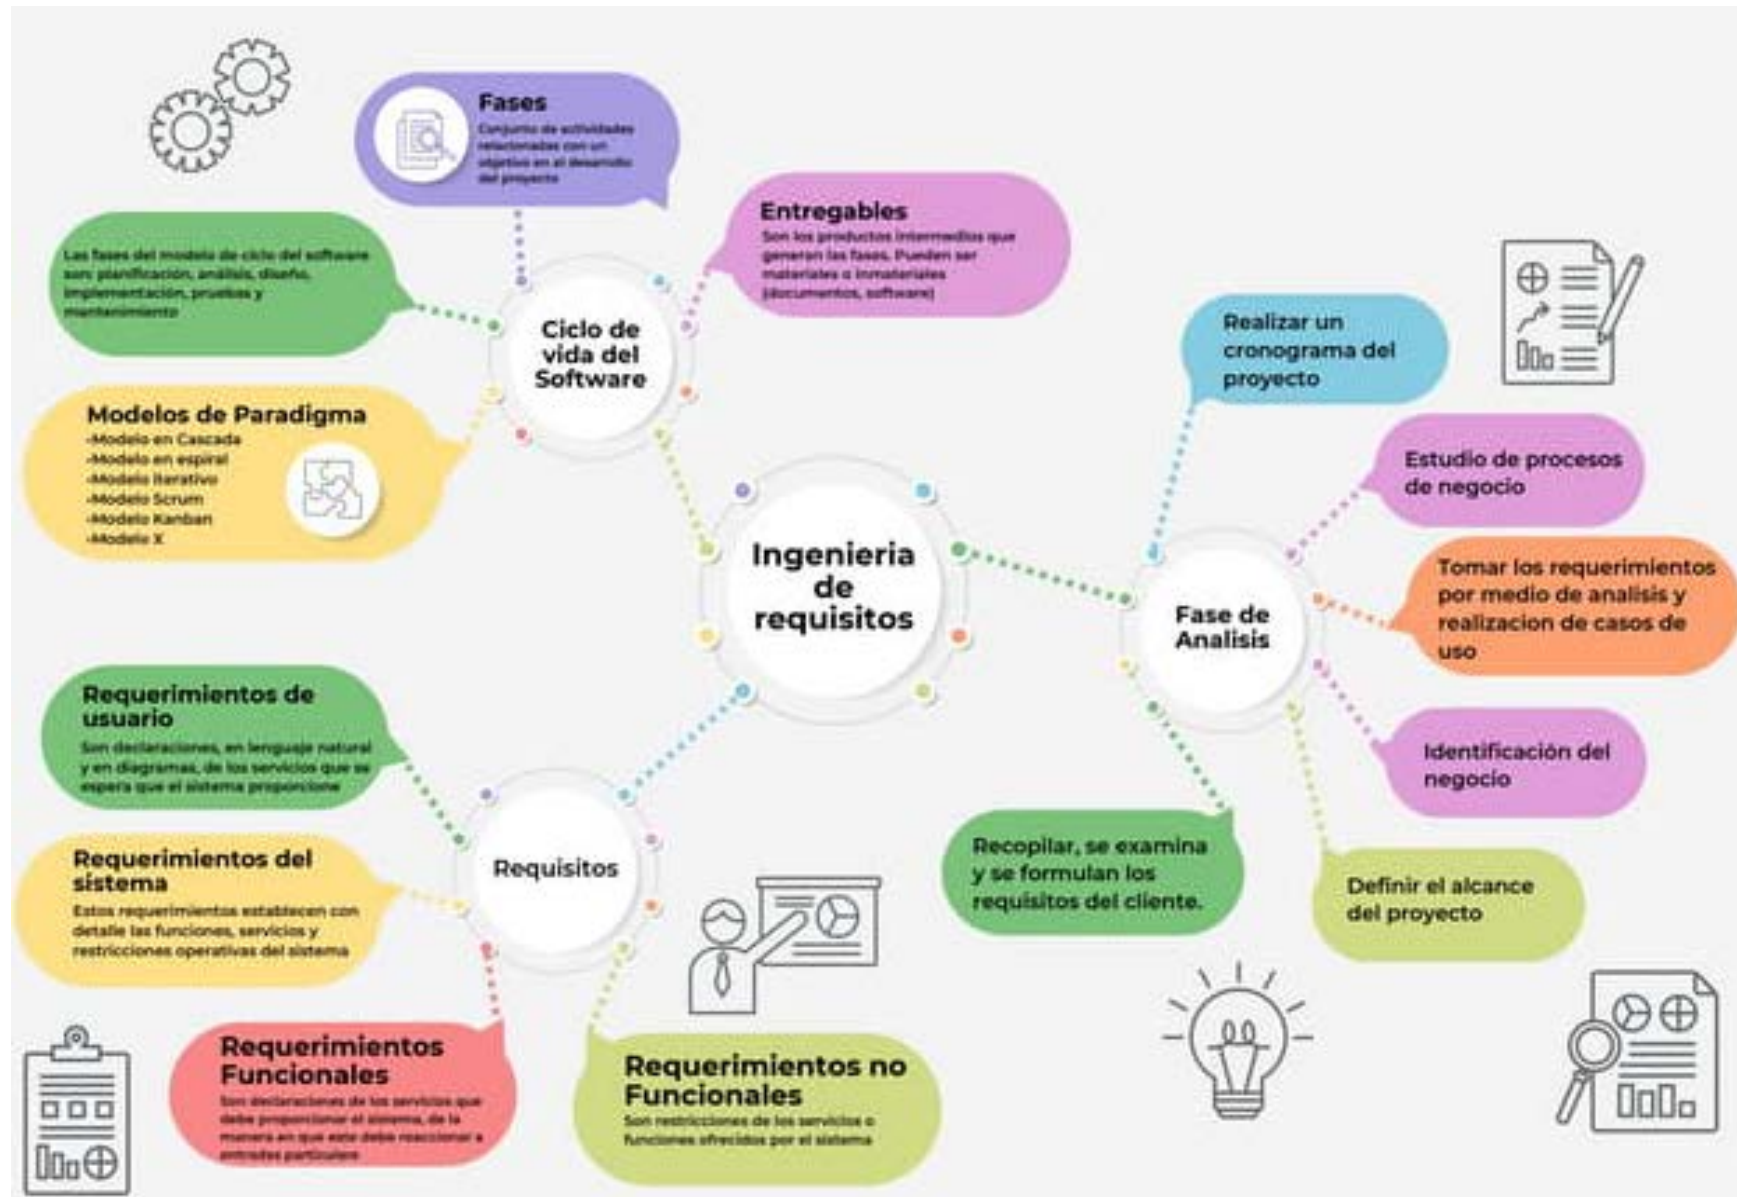 Fases
Conjunto de actividades
relacionadas con un
objetivo en el desarrollo
del proyecto
Entregables
Son los productos intermedios que
generan las fases. Pueden ser
materiales o inmateriales
(documentos, software)
Las fases del modelo de ciclo del software
son: planificación, análisis, diseño,
implementación, pruebas y
mantenimiento
Ciclo de
vida del
Software
Modelos de Paradigma
-Modelo en Cascada
-Modelo en espiral
-Modelo Iterativo
-Modelo Scrum
-Modelo Kanban
-Modelo X
Ingenieria
de
requisitos
Realizar un
cronograma del
proyecto
Estudio de procesos
de negocio
Tomar los requerimientos
por medio de analisis y
realizacion de casos de
uso
Fase de
Analisis
Identificación del
negocio
Definir el alcance
del proyecto
Recopilar, se examina
y se formulan los
requisitos del cliente.
Requerimientos de
usuario
Son declaraciones, en lenguaje natural
y en diagramas, de los servicios que se
espera que el sistema proporcione
Requisitos
Requerimientos del
sistema
Estos requerimientos establecen con
detalle las funciones, servicios y
restricciones operativas del sistema
Requerimientos
Funcionales
Son declaraciones de los servicios que
debe proporcionar el sistema, de la
manera en que este debe reaccionar a
entradas particulare
Requerimientos no
Funcionales
Son restricciones de los servicios o
funciones ofrecidos por el sistema